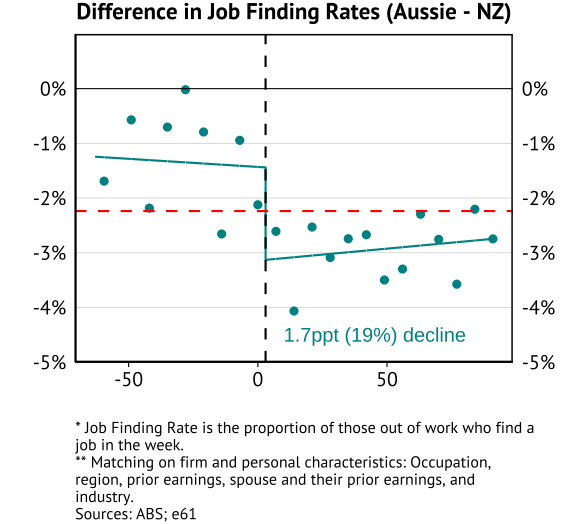 Difference in Job Finding Rates (Aussie - NZ)
0% 0%
-1% -1%
-2% -2%
-3% -3%
-4% -4%
1.7ppt (19%) decline
-5% -5%
-50 0 50
* Job Finding Rate is the proportion of those out of work who find a
job in the week.
** Matching on firm and personal characteristics: Occupation,
region, prior earnings, spouse and their prior earnings, and
industry.
Sources: ABS; e61